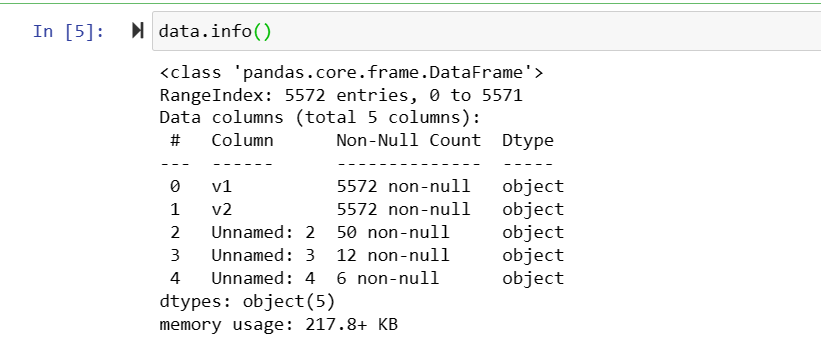 In [5]: data.info()
<class 'pandas.core.frame.DataFrame'>
RangeIndex: 5572 entries, 0 to 5571
Data columns (total 5 columns):
 #   Column      Non-Null Count  Dtype
---  ------      --------------  -----
 0   v1          5572 non-null   object
 1   v2          5572 non-null   object
 2   Unnamed: 2  50 non-null     object
 3   Unnamed: 3  12 non-null     object
 4   Unnamed: 4  6 non-null      object
dtypes: object(5)
memory usage: 217.8+ KB